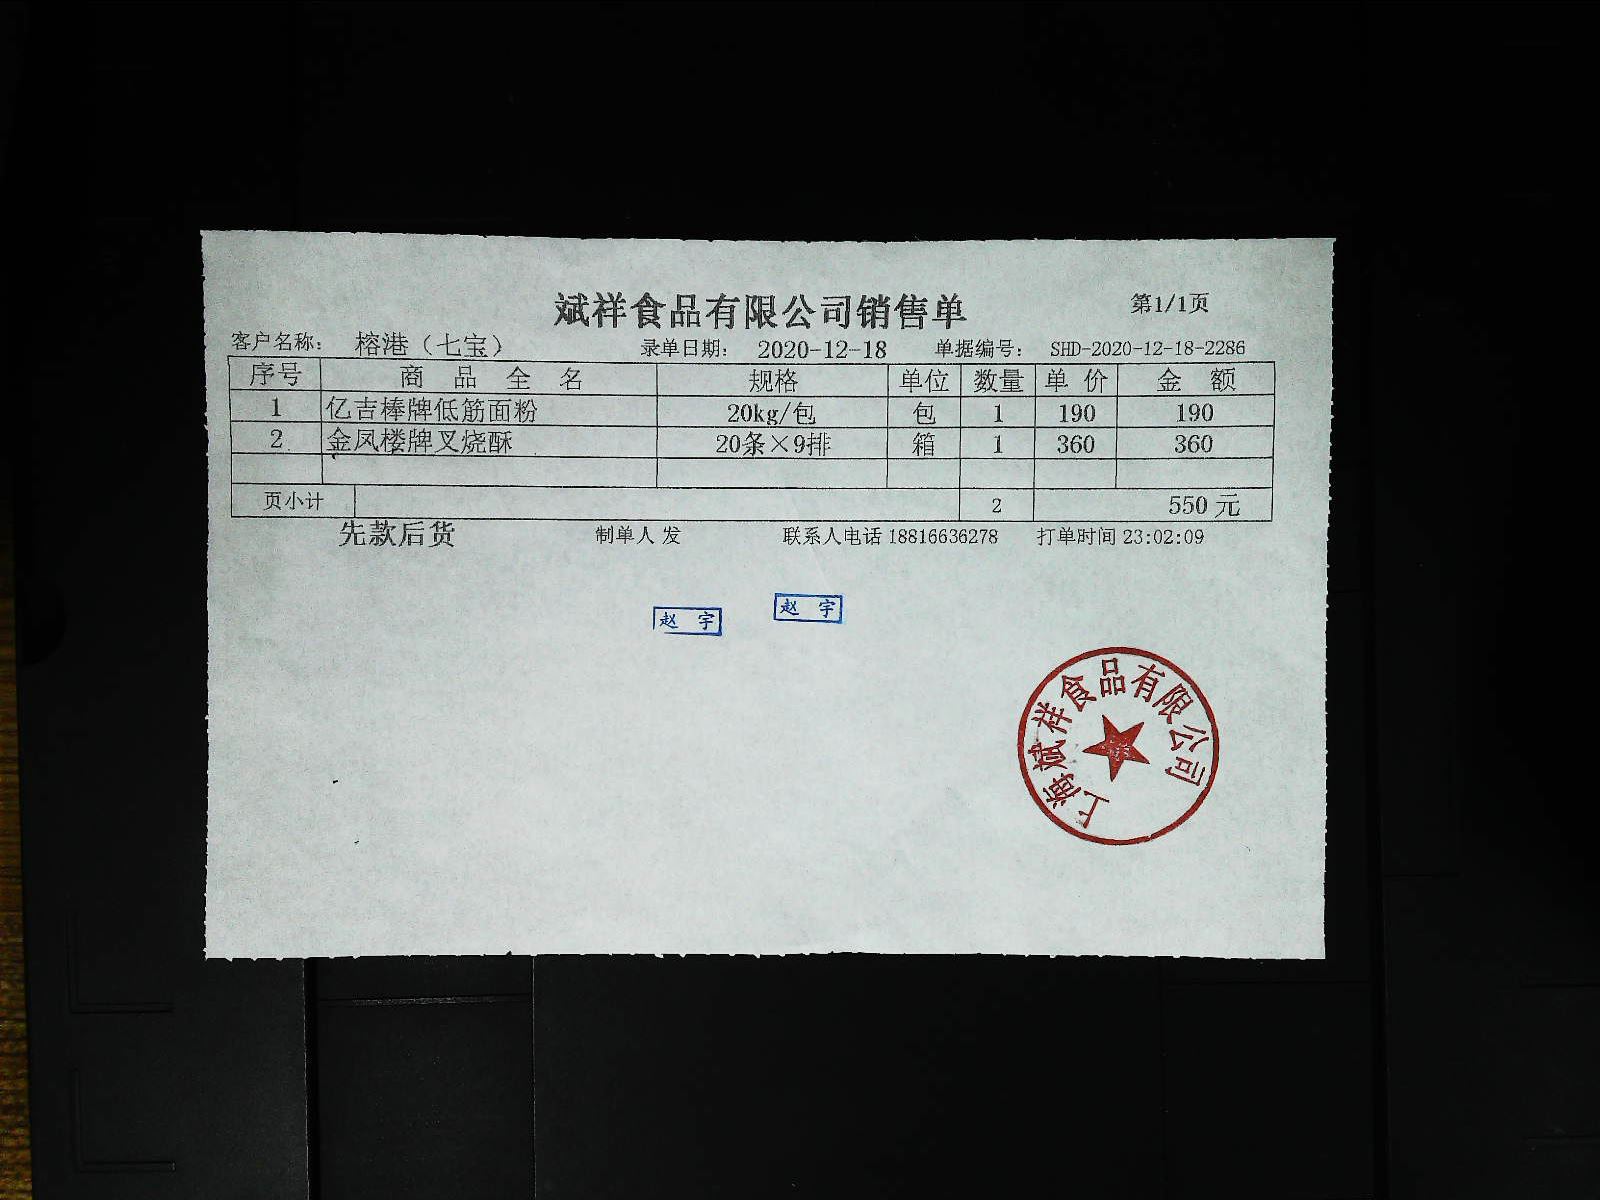 斌祥食品有限公司销售单 第1/1页
客户名称： 榕港（七宝） 录单日期： 2020-12-18 单据编号： SHD-2020-12-18-2286
序号 商品全名 规格 单位 数量 单价 金额
1 亿吉棒牌低筋面粉 20kg/包 包 1 190 190
2 金凤楼牌叉烧酥 20条×9排 箱 1 360 360
页小计 2 550元
先款后货 制单人 发 联系人电话 18816636278 打单时间 23:02:09
赵宇 赵宇
上海斌祥食品有限公司